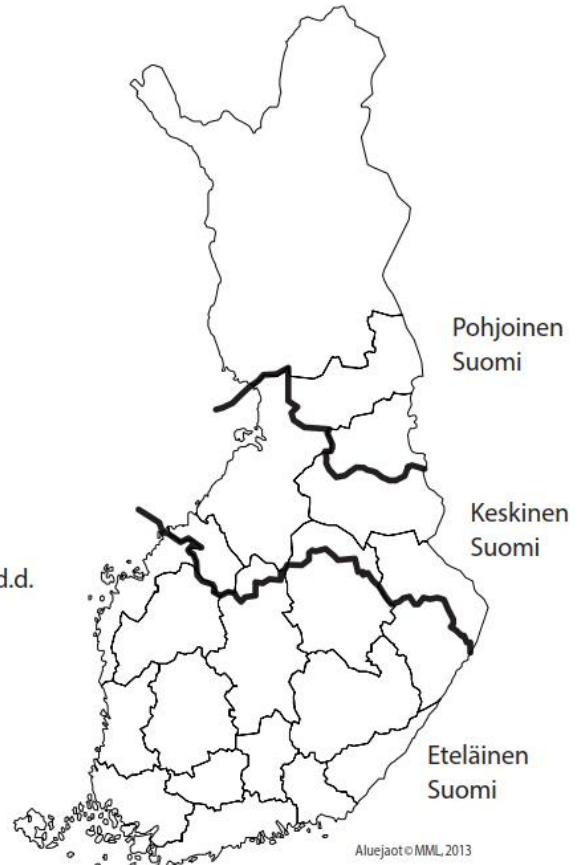 Pohjoinen
Suomi
Keskinen
Suomi
d.d.
Eteläinen
Suomi
Aluejaot © MML, 2013